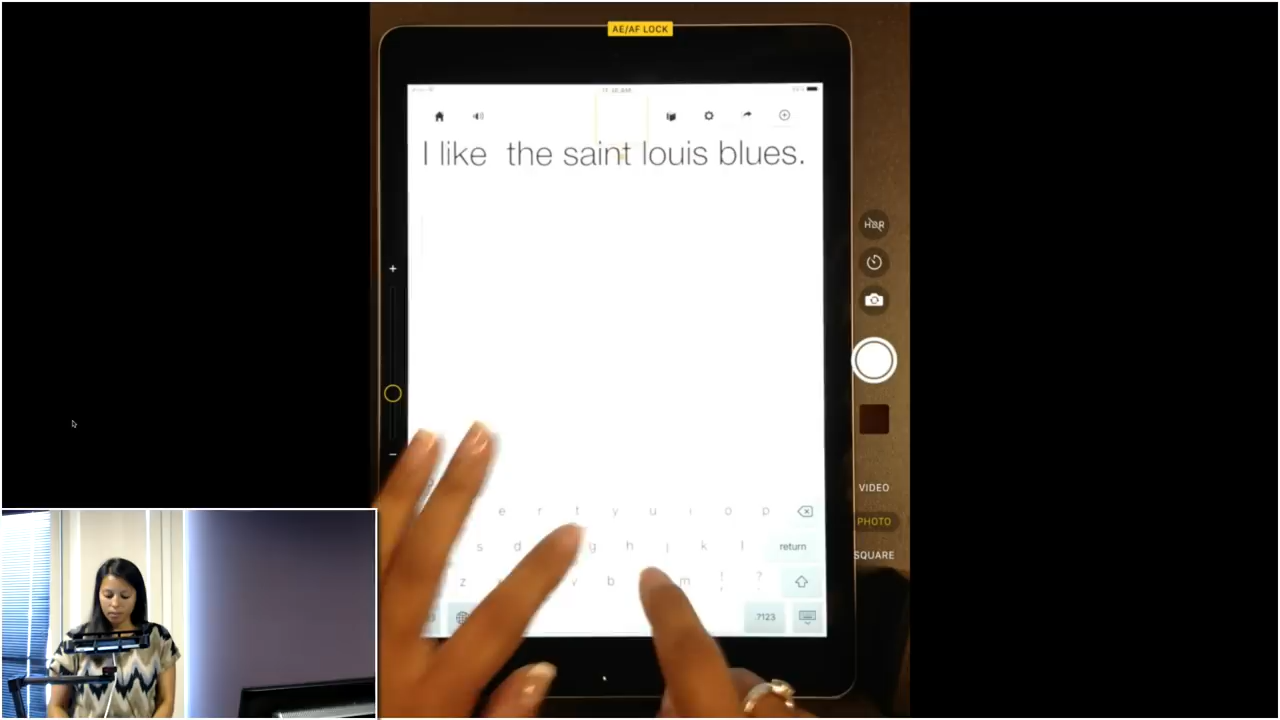 AE/AF LOCK
I like the saint louis blues.
HDR
e r t y u i o p
s d g h j k l return
z v b m ! ?
, .
?123
VIDEO
PHOTO
SQUARE